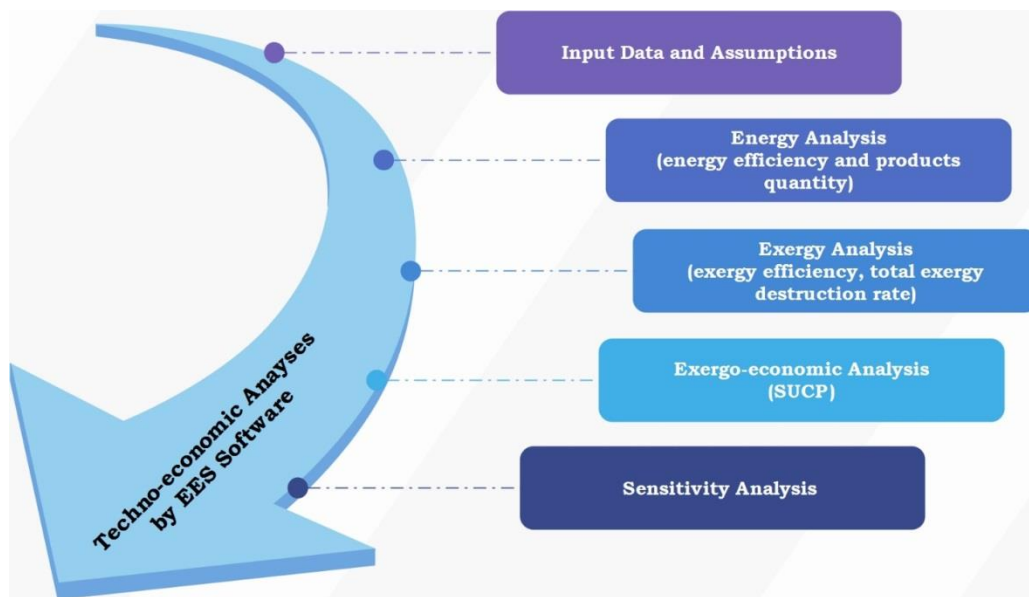 Input Data and Assumptions
Energy Analysis
(energy efficiency and products
quantity)
Exergy Analysis
(exergy efficiency, total exergy
destruction rate)
Exergo-economic Analysis
(SUCP)
Sensitivity Analysis
Techno-economic Anayses
by EES Software